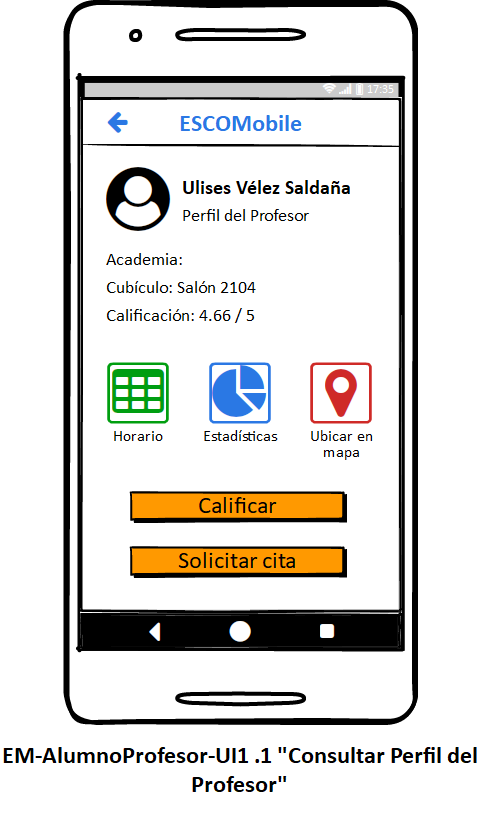 17:35
ESCOMobile
Ulises Vélez Saldaña
Perfil del Profesor
Academia:
Cubículo: Salón 2104
Calificación: 4.66 / 5
Horario
Estadísticas
Ubicar en
mapa
Calificar
Solicitar cita
EM-AlumnoProfesor-UI1 .1 "Consultar Perfil del
Profesor"